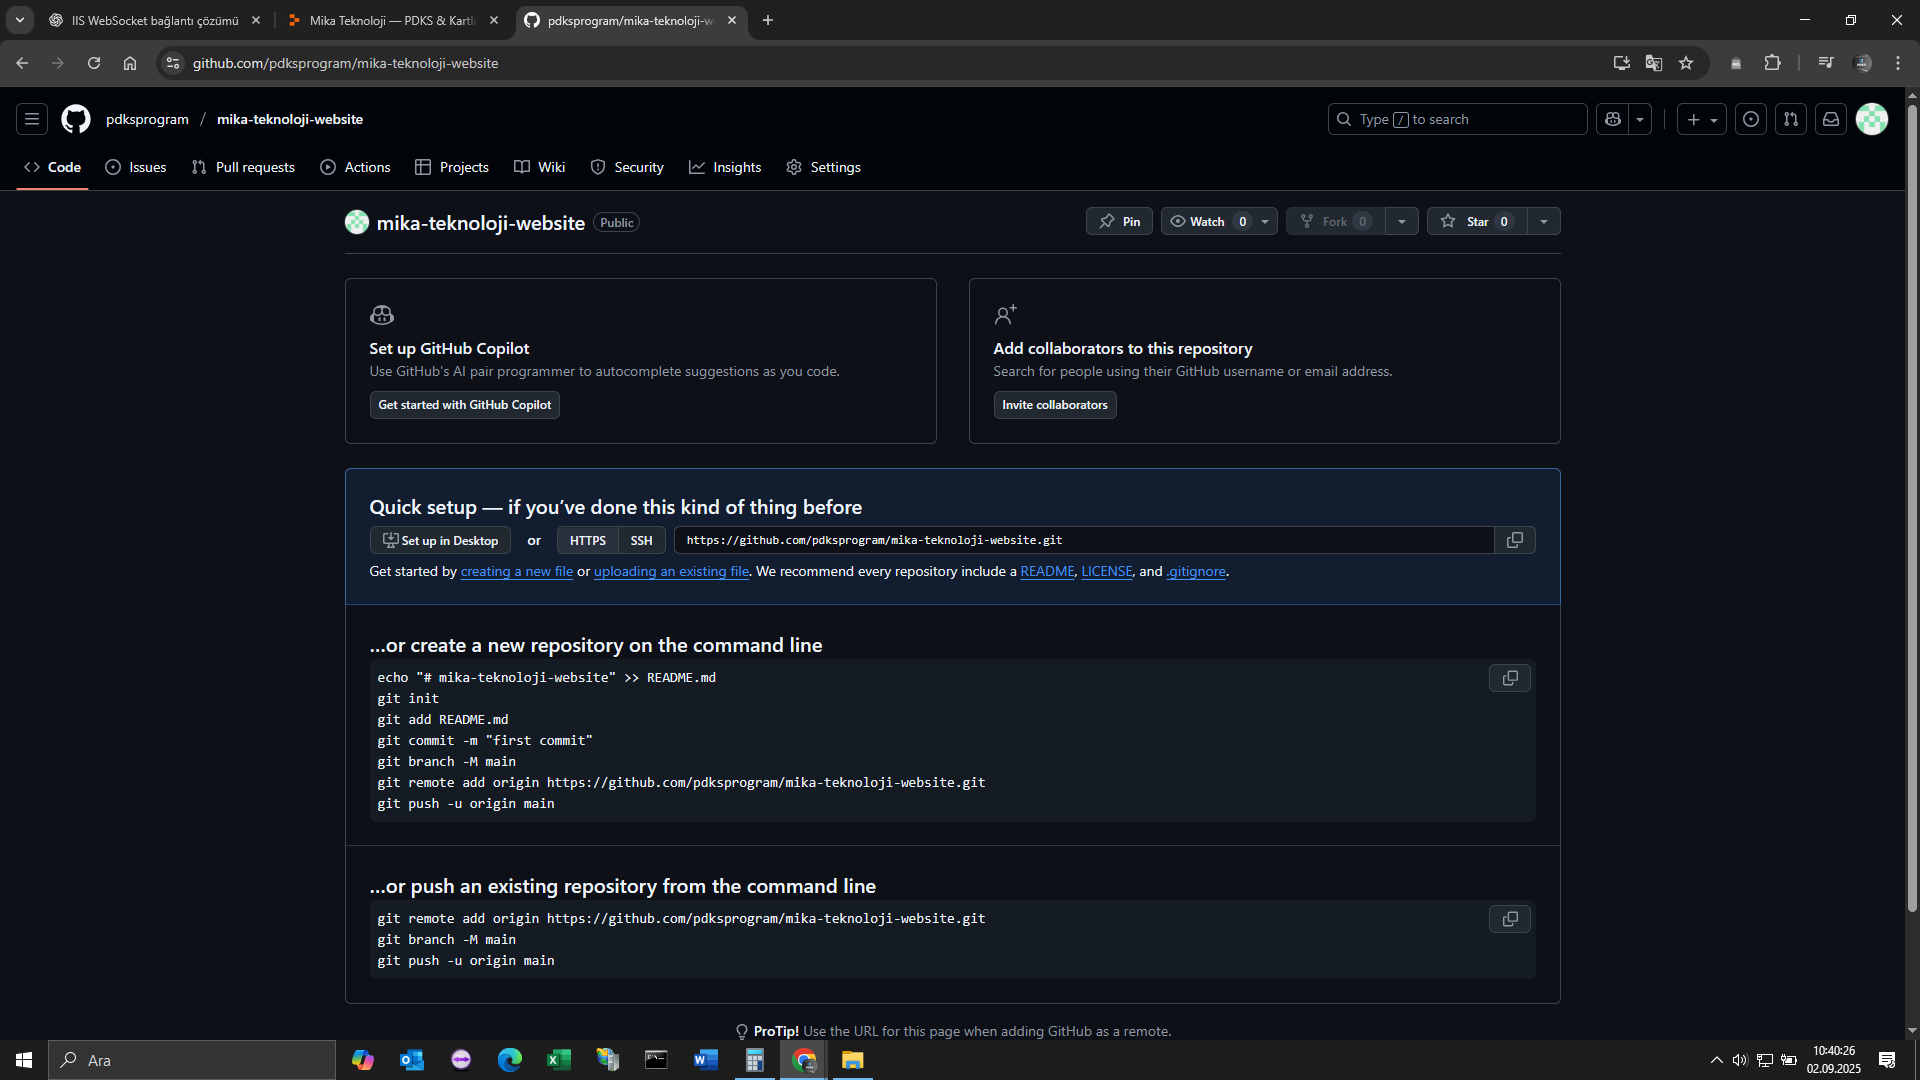 IIS WebSocket bağlantı çözümü
Mika Teknoloji — PDKS & Kartlı
pdksprogram/mika-teknoloji-w
github.com/pdksprogram/mika-teknoloji-website
pdksprogram / mika-teknoloji-website
Type / to search
Code
Issues
Pull requests
Actions
Projects
Wiki
Security
Insights
Settings
mika-teknoloji-website Public
Pin
Watch 0
Fork 0
Star 0
Set up GitHub Copilot
Use GitHub's AI pair programmer to autocomplete suggestions as you code.
Get started with GitHub Copilot
Add collaborators to this repository
Search for people using their GitHub username or email address.
Invite collaborators
Quick setup — if you’ve done this kind of thing before
Set up in Desktop or HTTPS SSH https://github.com/pdksprogram/mika-teknoloji-website.git
Get started by creating a new file or uploading an existing file. We recommend every repository include a README, LICENSE, and .gitignore.
…or create a new repository on the command line
echo "# mika-teknoloji-website" >> README.md
git init
git add README.md
git commit -m "first commit"
git branch -M main
git remote add origin https://github.com/pdksprogram/mika-teknoloji-website.git
git push -u origin main
…or push an existing repository from the command line
git remote add origin https://github.com/pdksprogram/mika-teknoloji-website.git
git branch -M main
git push -u origin main
ProTip! Use the URL for this page when adding GitHub as a remote.
Ara
10:40:26
02.09.2025